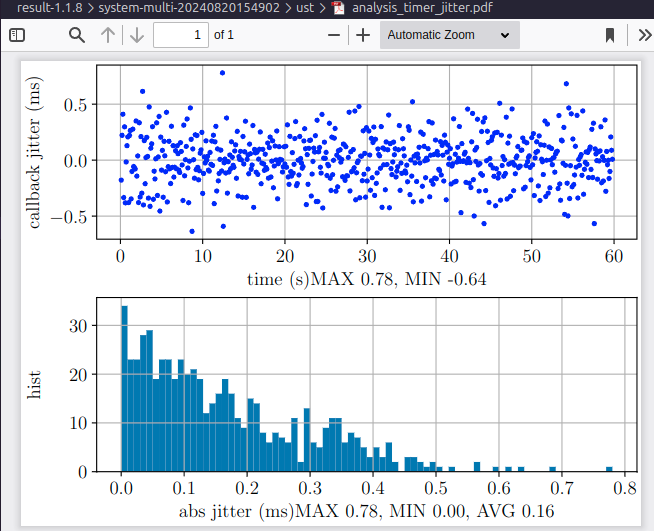 result-1.1.8 > system-multi-20240820154902 > ust > analysis_timer_jitter.pdf
1 of 1 Automatic Zoom
callback jitter (ms)
0.5
0.0
−0.5
0 10 20 30 40 50 60
time (s)MAX 0.78, MIN -0.64
hist
30
20
10
0
0.0 0.1 0.2 0.3 0.4 0.5 0.6 0.7 0.8
abs jitter (ms)MAX 0.78, MIN 0.00, AVG 0.16